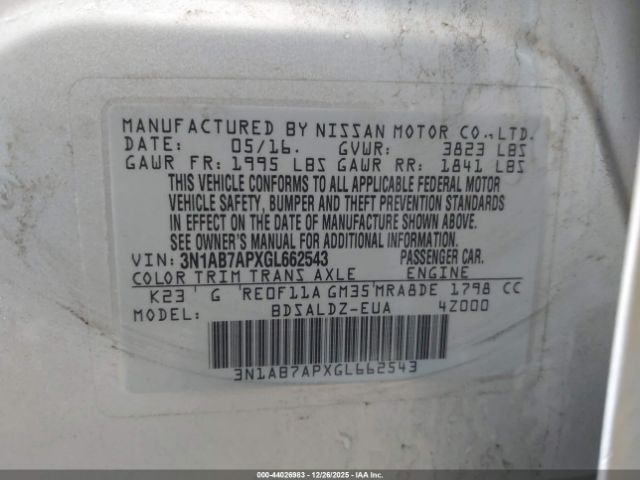 MANUFACTURED BY NISSAN MOTOR CO.,LTD.
DATE: 05/16. GVWR: 3823 LBS
GAWR FR: 1995 LBS GAWR RR: 1841 LBS
THIS VEHICLE CONFORMS TO ALL APPLICABLE FEDERAL MOTOR
VEHICLE SAFETY, BUMPER AND THEFT PREVENTION STANDARDS
IN EFFECT ON THE DATE OF MANUFACTURE SHOWN ABOVE.
SEE OWNER'S MANUAL FOR ADDITIONAL INFORMATION.
VIN: 3N1AB7APXGL662543 PASSENGER CAR.
COLOR TRIM TRANS AXLE ENGINE
K23 G RE0F11A GM35 MRA8DE 1798 CC
MODEL: BDSALDZ-EUA 4Z000
3N1AB7APXGL662543
000-44026983 - 12/26/2025 - IAA, Inc.